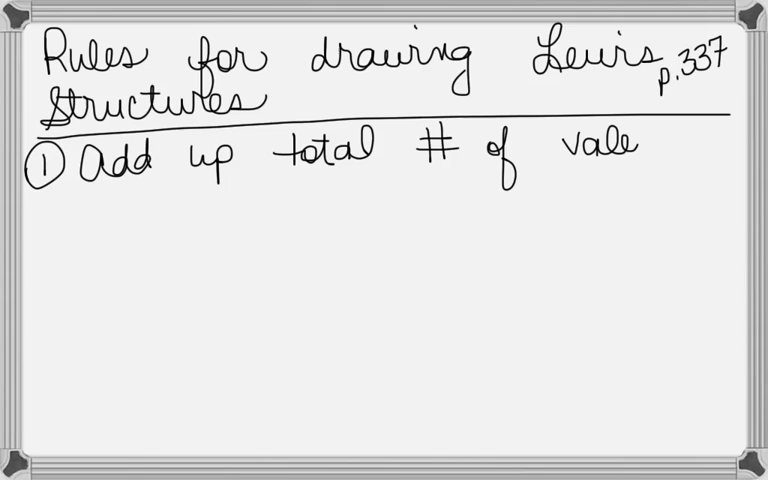 Rules for drawing Lewis p.337
Structures
① Add up total # of vale